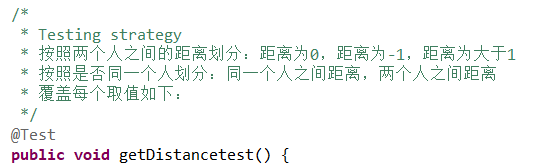 /*
 * Testing strategy
 * 按照两个人之间的距离划分：距离为0，距离为-1，距离为大于1
 * 按照是否同一个人划分：同一个人之间距离，两个人之间距离
 * 覆盖每个取值如下：
 */
@Test
public void getDistancetest() {